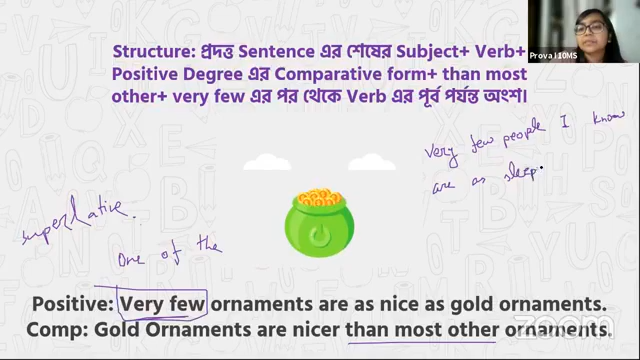 Structure: প্রদত্ত Sentence এর শেষের Subject+ Verb+
Positive Degree এর Comparative form+ than most
other+ very few এর পর থেকে Verb এর পূর্ব পর্যন্ত অংশ।
Prova I 10MS
very few people I know
are as sleep
superlative.
One of the
Positive: Very few ornaments are as nice as gold ornaments.
Comp: Gold Ornaments are nicer than most other ornaments.
zoom